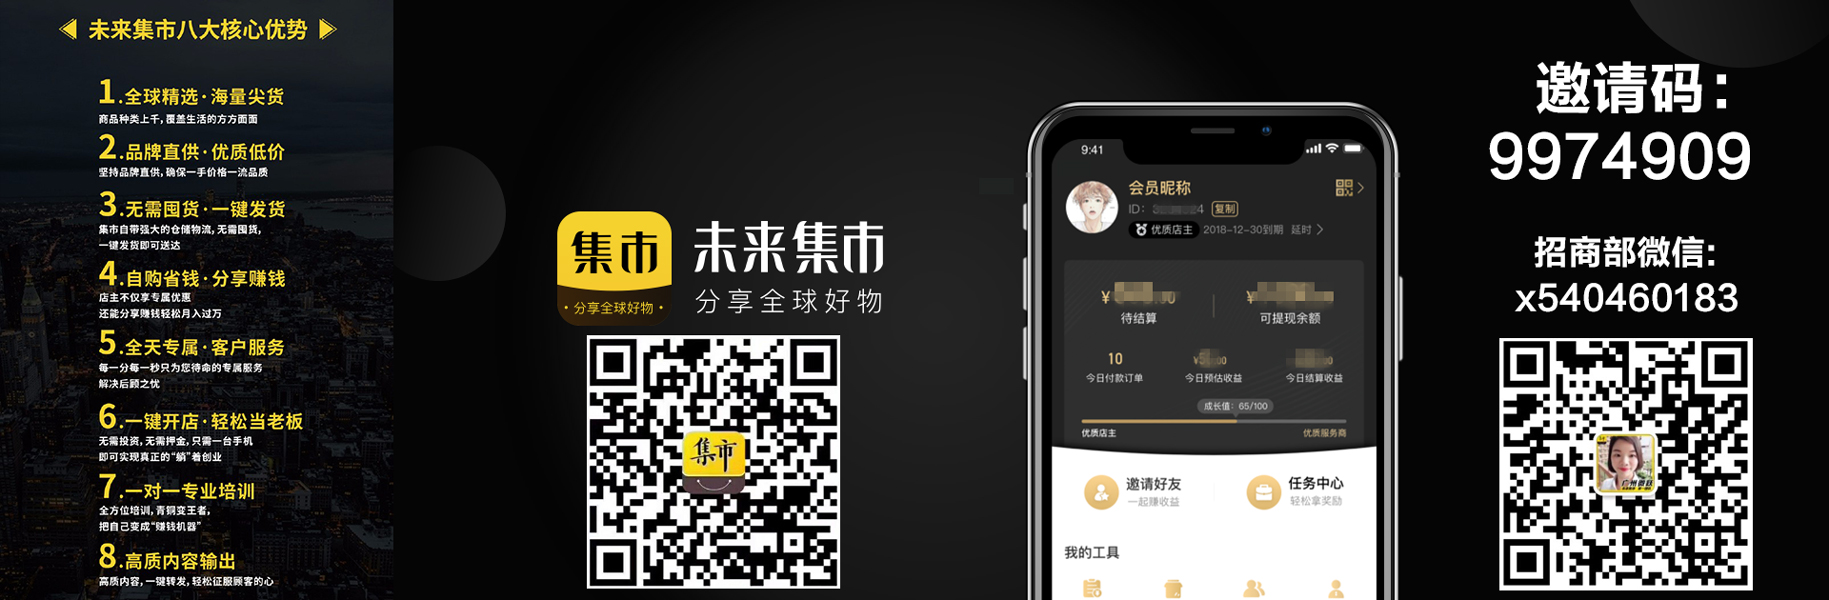 未来集市八大核心优势
1.全球精选·海量尖货
商品种类上千,覆盖生活的方方面面
2.品牌直供·优质低价
坚持品牌直供,确保一手价格一流品质
3.无需囤货·一键发货
集市自带强大的仓储物流,无需囤货,
一键发货即可送达
4.自购省钱·分享赚钱
店主不仅享专属优惠
还能分享赚钱轻松月入过万
5.全天专属·客户服务
每一分每一秒只为您待命的专属服务
解决后顾之忧
6.一键开店·轻松当老板
无需投资,无需押金,只需一台手机
即可实现真正的“躺”着创业
7.一对一专业培训
全方位培训,青铜变王者,
把自己变成“赚钱机器”
8.高质内容输出
高质内容,一键转发,轻松征服顾客的心
集市
·分享全球好物·
未来集市
分享全球好物
集市
9:41
会员昵称
ID:
复制
优质店主 2018-12-30到期 延时
待结算
可提现余额
10
今日付款订单
今日预估收益
今日结算收益
成长值：65/100
优质店主
优质服务商
邀请好友
一起赚收益
任务中心
轻松拿奖励
我的工具
邀请码：
9974909
招商部微信:
x540460183